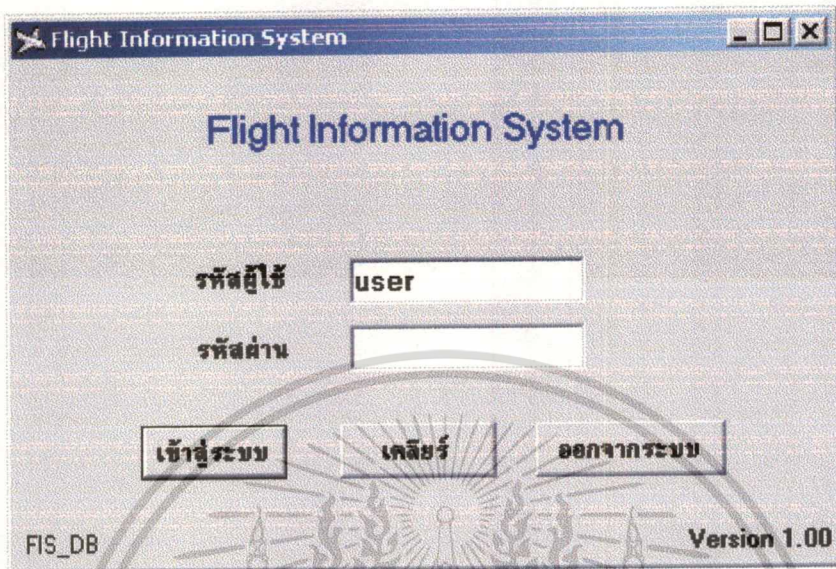 Flight Information System
Flight Information System
รหัสผู้ใช้ user
รหัสผ่าน
เข้าสู่ระบบ เคลียร์ ออกจากระบบ
FIS_DB Version 1.00